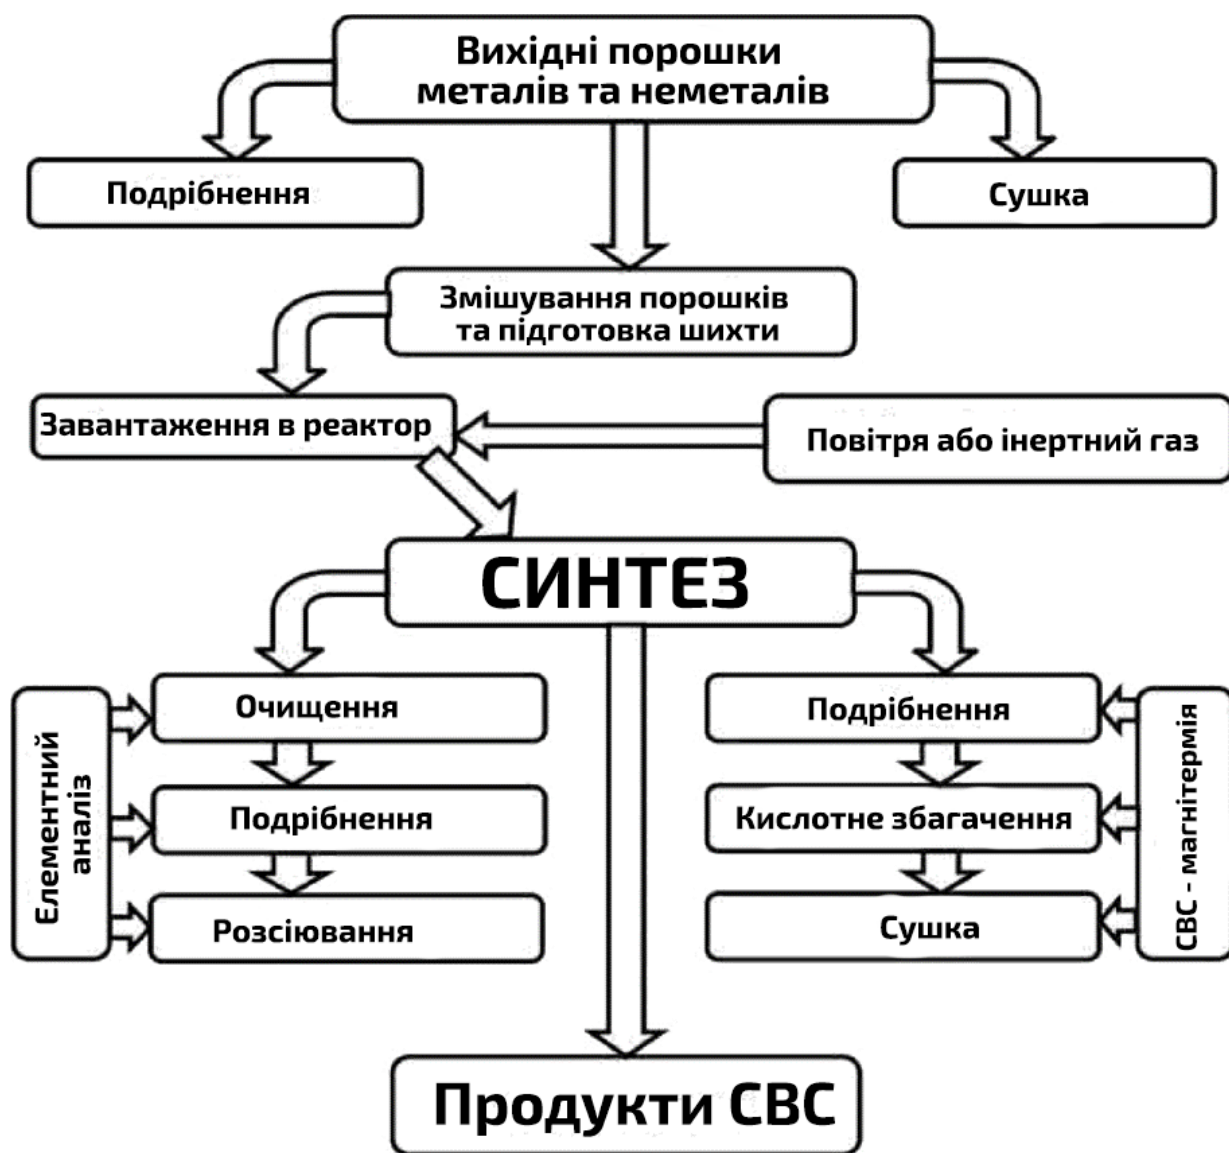 Вихідні порошки
металів та неметалів
Подрібнення
Сушка
Змішування порошків
та підготовка шихти
Завантаження в реактор
Повітря або інертний газ
СИНТЕЗ
Елементний
аналіз
Очищення
Подрібнення
Розсіювання
Подрібнення
Кислотне збагачення
Сушка
СВС - магнітермія
Продукти СВС